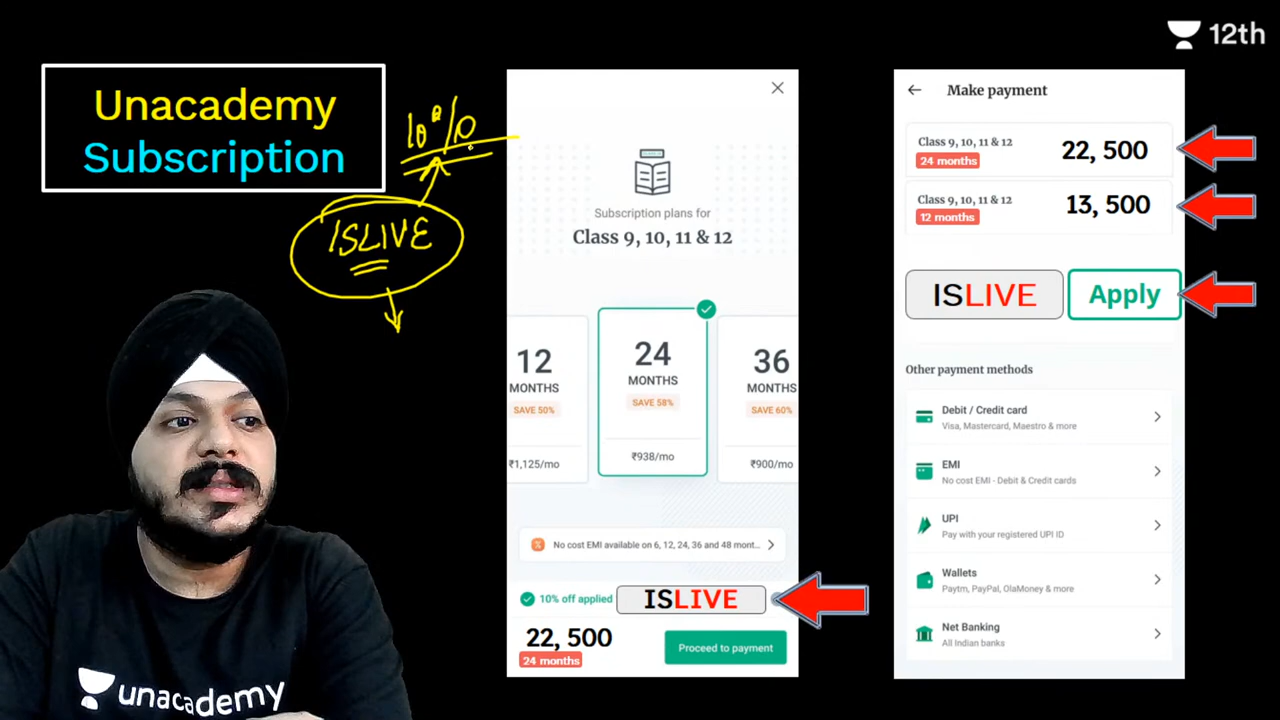 12th
Unacademy
Subscription
10%
ISLIVE
Subscription plans for
Class 9, 10, 11 & 12
12
MONTHS
SAVE 50%
₹1,125/mo
24
MONTHS
SAVE 58%
₹938/mo
36
MONTHS
SAVE 60%
₹900/mo
No cost EMI available on 6, 12, 24, 36 and 48 mont...
10% off applied
ISLIVE
22, 500
24 months
Proceed to payment
Make payment
Class 9, 10, 11 & 12
24 months
22, 500
Class 9, 10, 11 & 12
12 months
13, 500
ISLIVE
Apply
Other payment methods
Debit / Credit card
Visa, Mastercard, Maestro & more
EMI
No cost EMI - Debit & Credit cards
UPI
Pay with your registered UPI ID
Wallets
Paytm, PayPal, OlaMoney & more
Net Banking
All Indian banks
unacademy